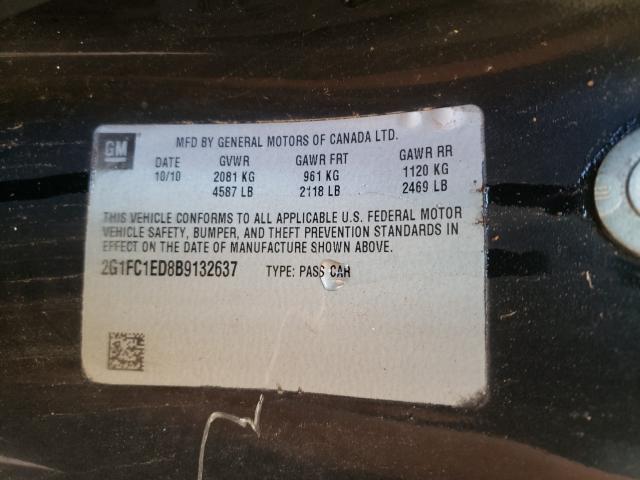 GM
MFD BY GENERAL MOTORS OF CANADA LTD.
DATE GVWR GAWR FRT GAWR RR
10/10 2081 KG 961 KG 1120 KG
4587 LB 2118 LB 2469 LB
THIS VEHICLE CONFORMS TO ALL APPLICABLE U.S. FEDERAL MOTOR
VEHICLE SAFETY, BUMPER, AND THEFT PREVENTION STANDARDS IN
EFFECT ON THE DATE OF MANUFACTURE SHOWN ABOVE.
2G1FC1ED8B9132637 TYPE: PASS CAR